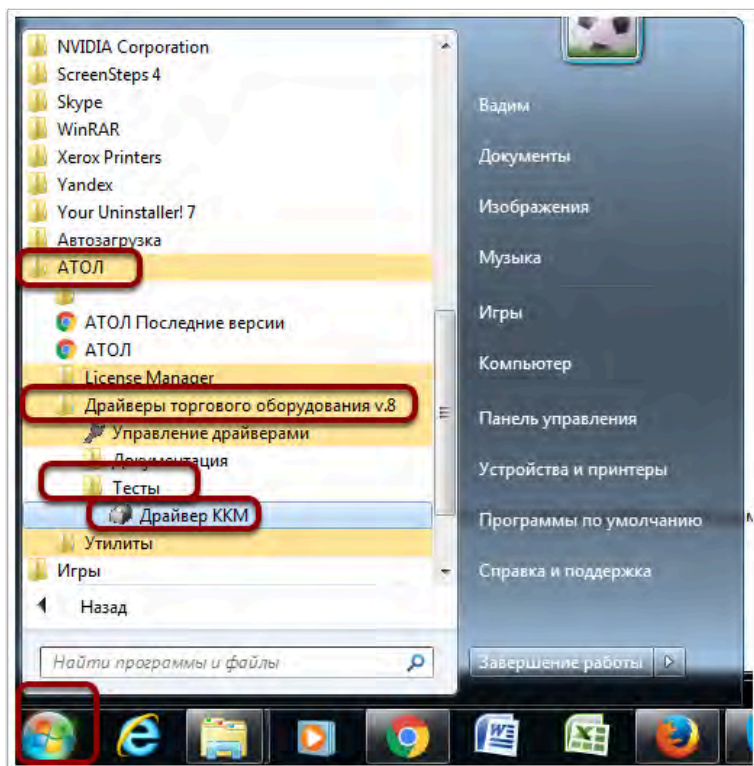 NVIDIA Corporation
ScreenSteps 4
Skype
WinRAR
Xerox Printers
Yandex
Your Uninstaller! 7
Автозагрузка
АТОЛ
АТОЛ Последние версии
АТОЛ
License Manager
Драйверы торгового оборудования v.8
Управление драйверами
Документация
Тесты
Драйвер ККМ
Утилиты
Игры
Назад
Найти программы и файлы
Вадим
Документы
Изображения
Музыка
Игры
Компьютер
Панель управления
Устройства и принтеры
Программы по умолчанию
Справка и поддержка
Завершение работы